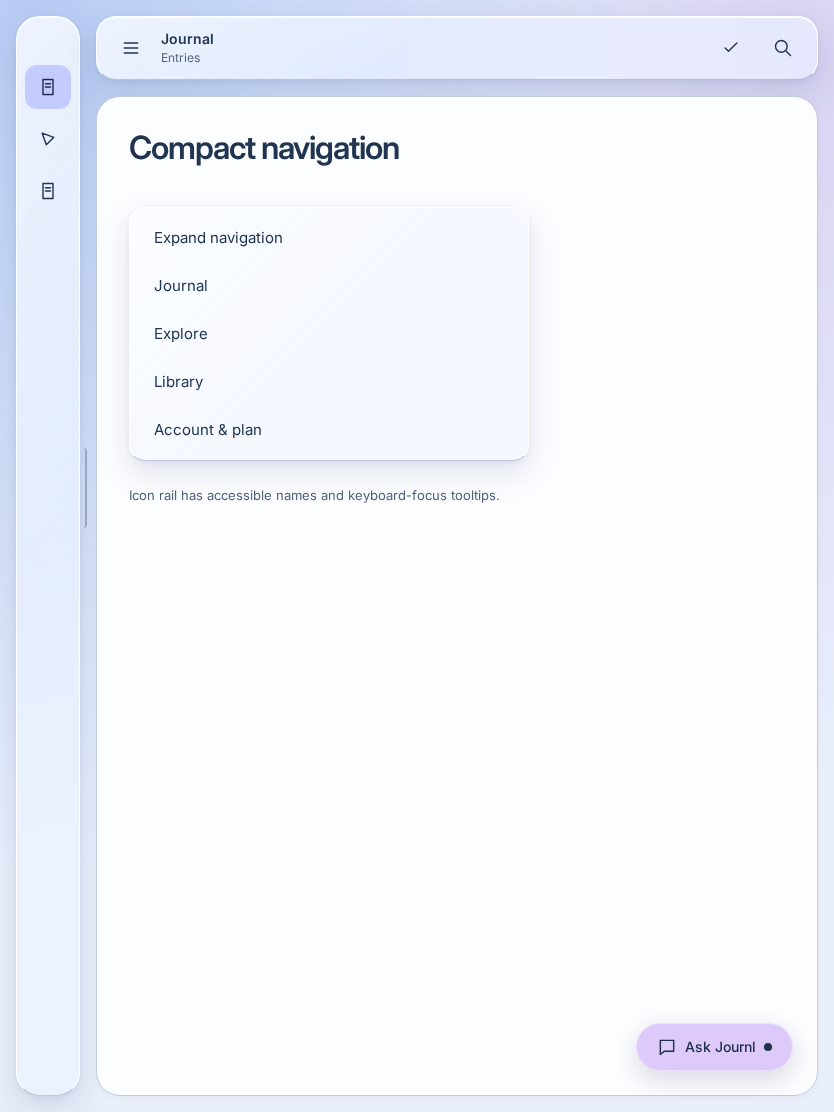 Journal
Entries
Compact navigation
Expand navigation
Journal
Explore
Library
Account & plan
Icon rail has accessible names and keyboard-focus tooltips.
Ask Journl